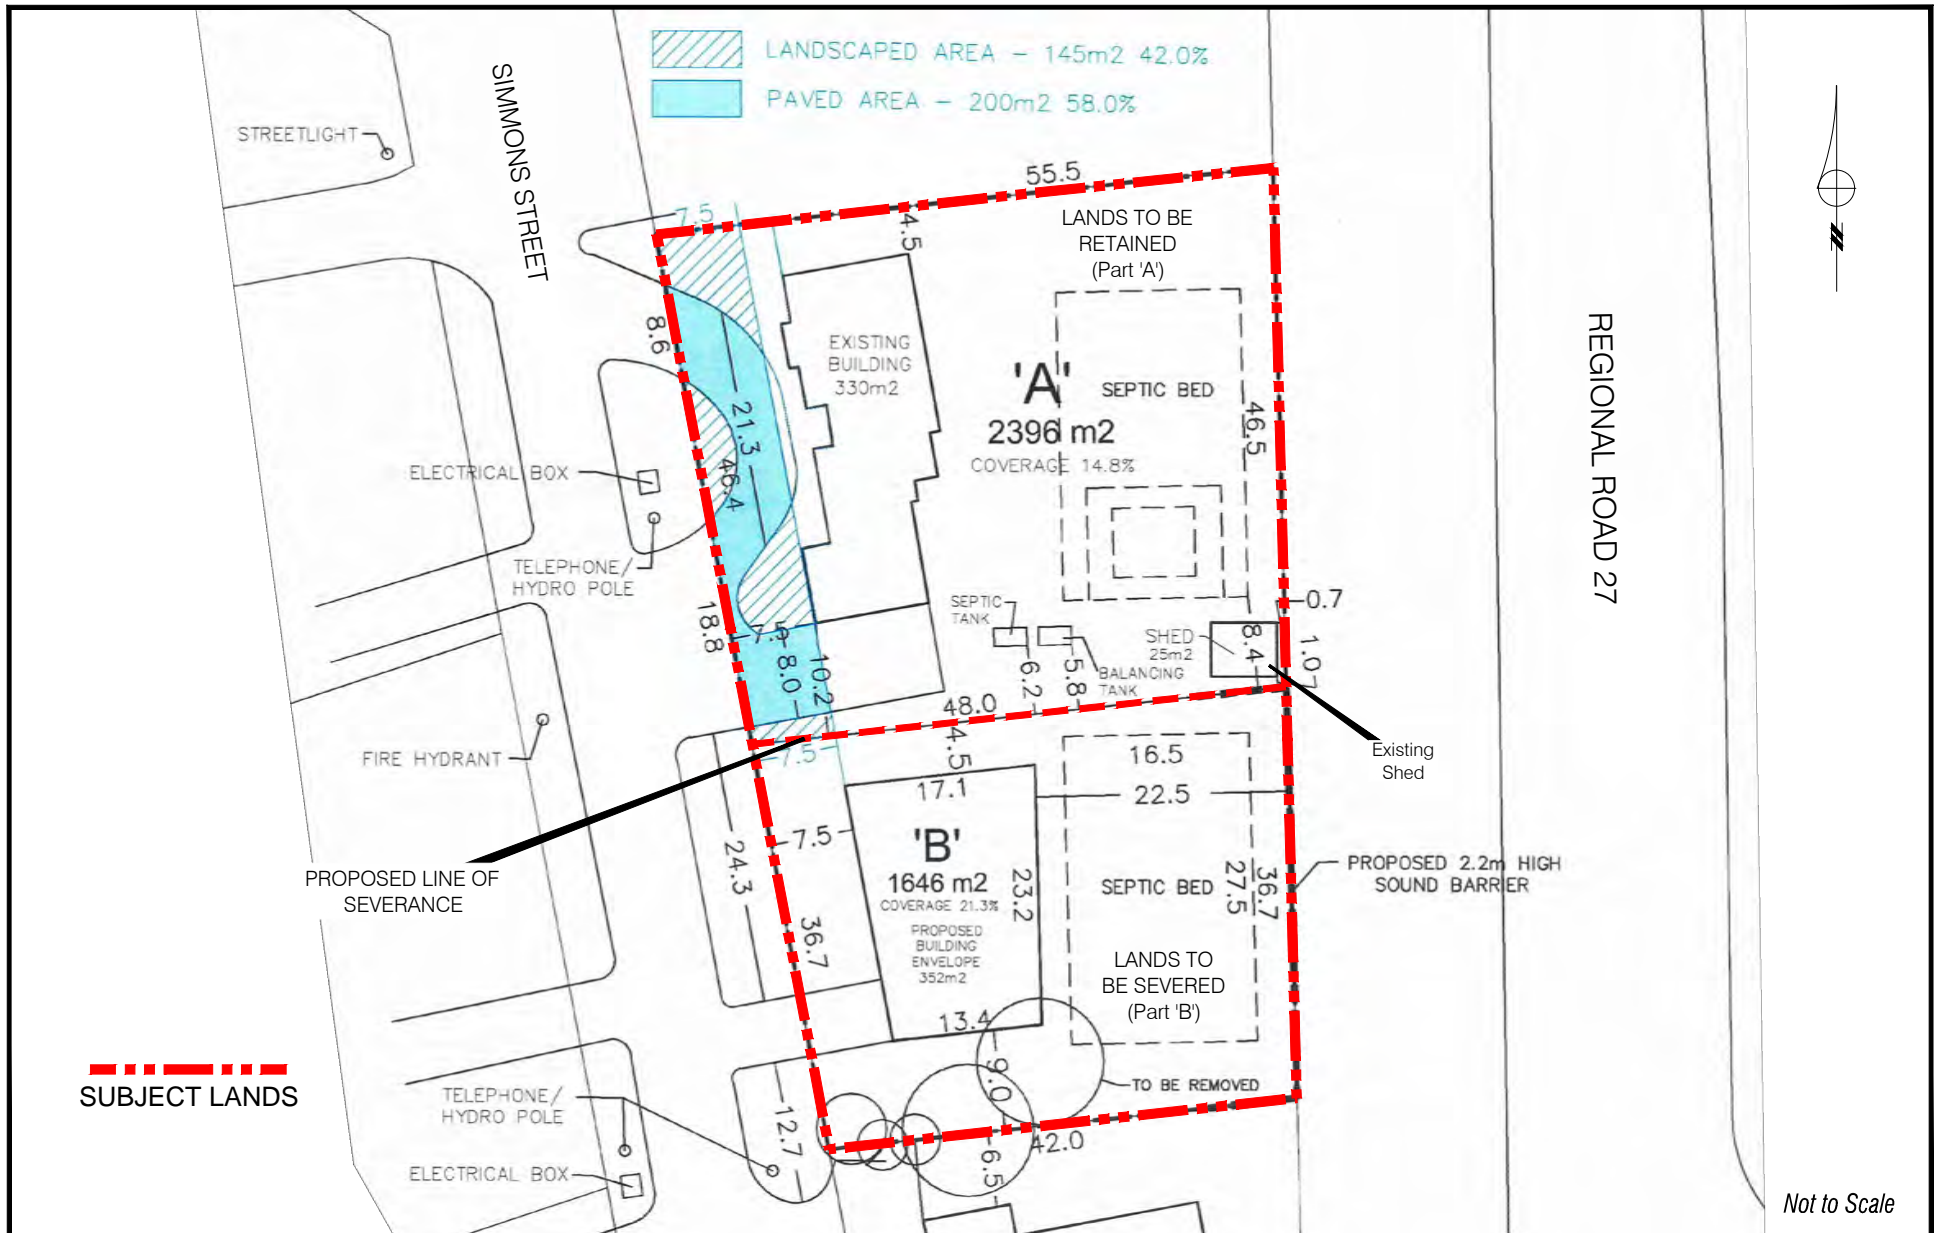 LANDSCAPED AREA – 145m2 42.0%
PAVED AREA – 200m2 58.0%
SIMMONS STREET
STREETLIGHT
55.5
7.5
4.5
LANDS TO BE
RETAINED
(Part 'A')
REGIONAL ROAD 27
8.6
EXISTING
BUILDING
330m2
'A'
2396 m2
COVERAGE 14.8%
SEPTIC BED
46.5
21.3
46.4
ELECTRICAL BOX
TELEPHONE/
HYDRO POLE
18.8
7.5
8.0
10.2
SEPTIC
TANK
6.2
5.8
BALANCING
TANK
SHED
25m2
8.4
0.7
1.0
48.0
Existing
Shed
FIRE HYDRANT
7.5
4.5
16.5
17.1
22.5
PROPOSED LINE OF
SEVERANCE
24.3
7.5
'B'
1646 m2
COVERAGE 21.3%
PROPOSED
BUILDING
ENVELOPE
352m2
23.2
SEPTIC BED
27.5
36.7
PROPOSED 2.2m HIGH
SOUND BARRIER
36.7
LANDS TO
BE SEVERED
(Part 'B')
13.4
9.0
TO BE REMOVED
SUBJECT LANDS
TELEPHONE/
HYDRO POLE
12.7
42.0
6.5
ELECTRICAL BOX
Not to Scale